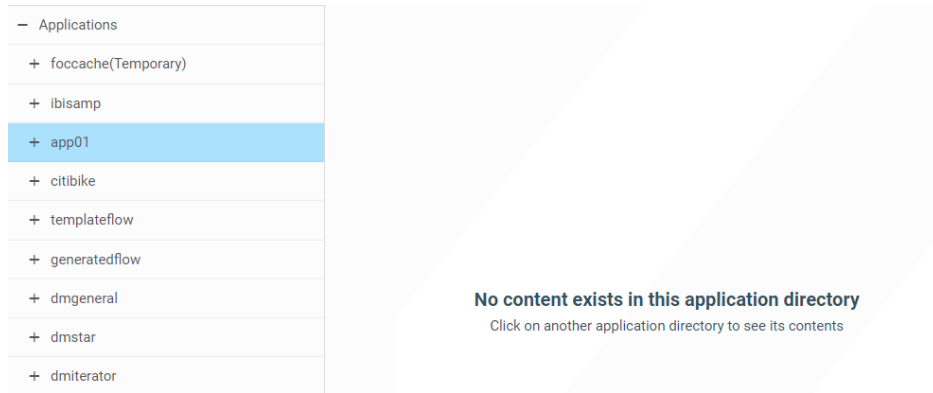 Applications
foccache(Temporary)
ibisamp
app01
citibike
templateflow
generatedflow
dmgeneral
dmstar
dmiterator
No content exists in this application directory
Click on another application directory to see its contents